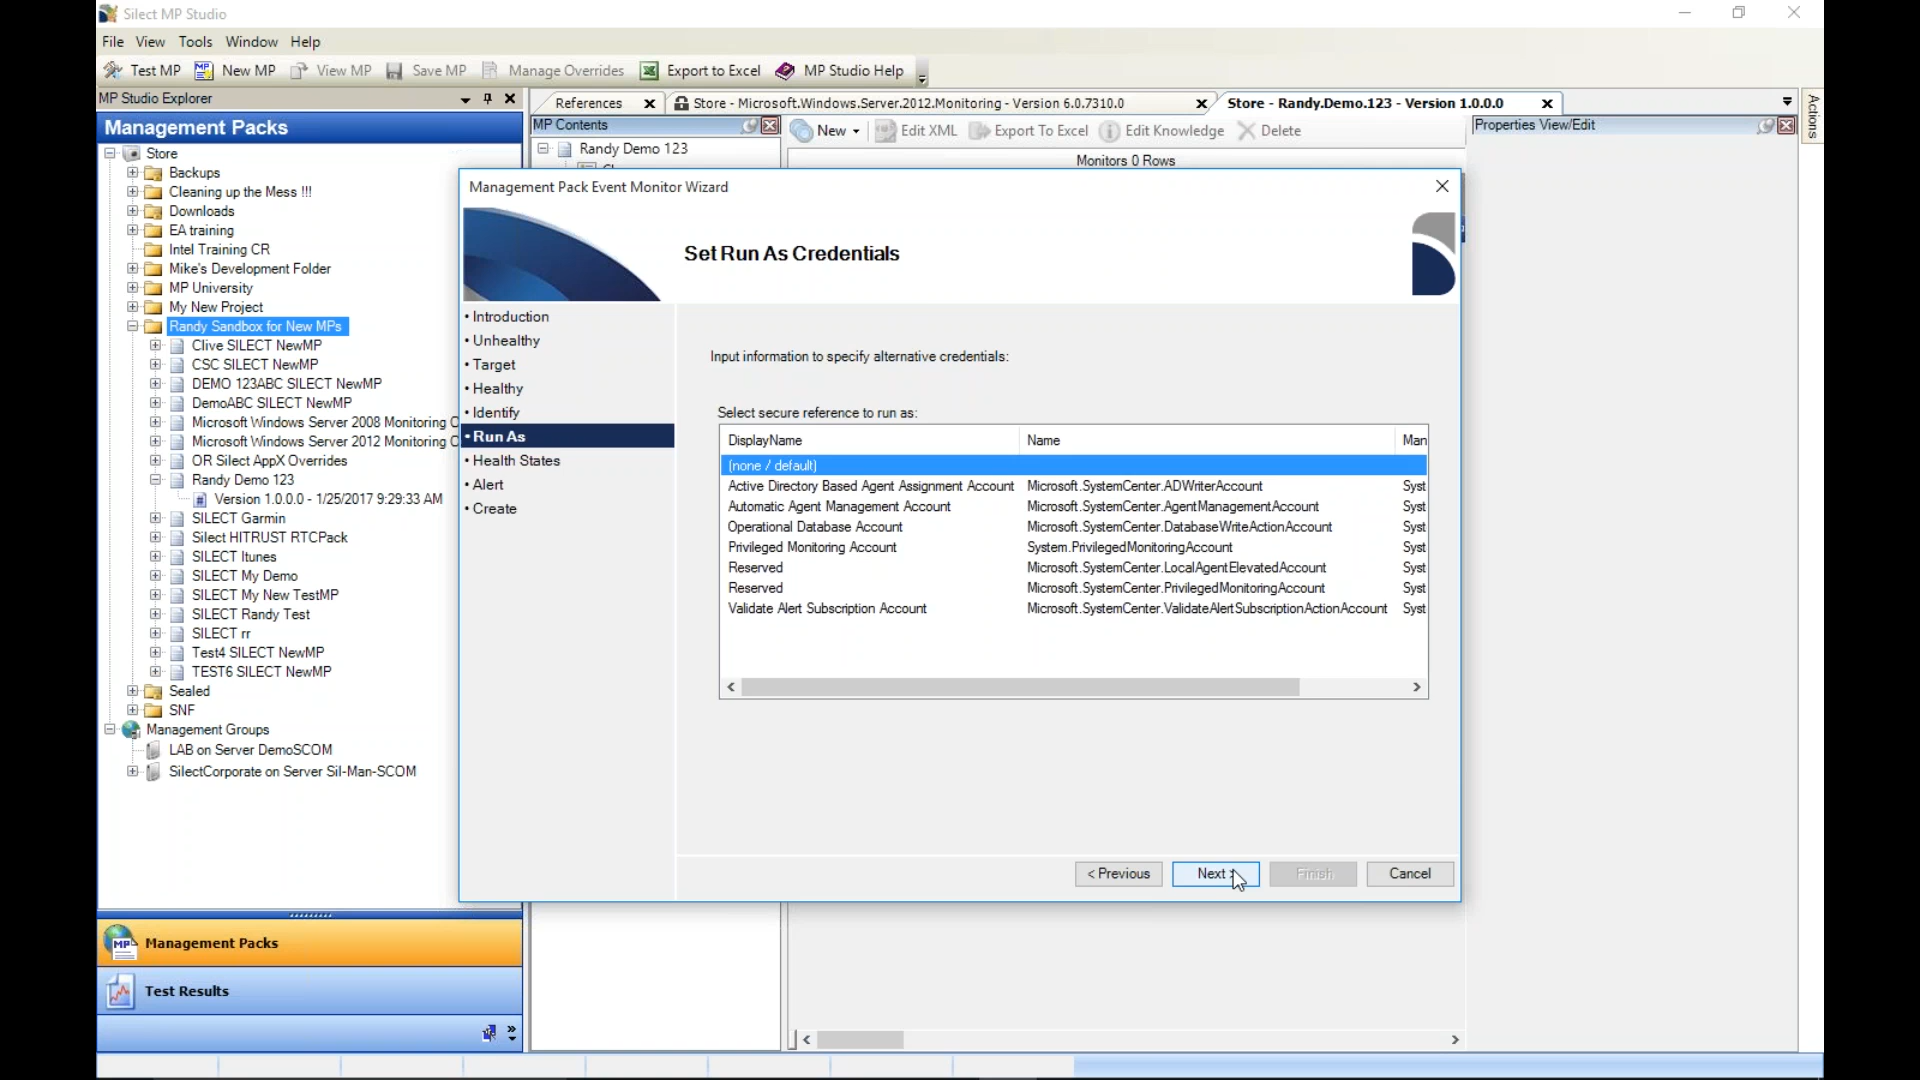 Silect MP Studio
File View Tools Window Help
Test MP New MP View MP Save MP Manage Overrides Export to Excel MP Studio Help
MP Studio Explorer
Management Packs
Store
Backups
Cleaning up the Mess !!!
Downloads
EA training
Intel Training CR
Mike's Development Folder
MP University
My New Project
Randy Sandbox for New MPs
Clive SILECT NewMP
CSC SILECT NewMP
DEMO 123ABC SILECT NewMP
DemoABC SILECT NewMP
Microsoft Windows Server 2008 Monitoring
Microsoft Windows Server 2012 Monitoring
OR Silect AppX Overrides
Randy Demo 123
Version 1.0.0.0 - 1/25/2017 9:29:33 AM
SILECT Garmin
Silect HITRUST RTCPack
SILECT Itunes
SILECT My Demo
SILECT My New TestMP
SILECT Randy Test
SILECT rr
Test4 SILECT NewMP
TEST6 SILECT NewMP
Sealed
SNF
Management Groups
LAB on Server DemoSCOM
SilectCorporate on Server Sil-Man-SCOM
MP Management Packs
Test Results
References Store - Microsoft.Windows.Server.2012.Monitoring - Version 6.0.7310.0 Store - Randy.Demo.123 - Version 1.0.0.0
Actions
MP Contents
Randy Demo 123
New Edit XML Export To Excel Edit Knowledge Delete
Monitors 0 Rows
Properties View/Edit
Management Pack Event Monitor Wizard
Set Run As Credentials
• Introduction
• Unhealthy
• Target
• Healthy
• Identify
• Run As
• Health States
• Alert
• Create
Input information to specify alternative credentials:
Select secure reference to run as:
DisplayName Name Man
(none / default)
Active Directory Based Agent Assignment Account Microsoft.SystemCenter.ADWriterAccount Syst
Automatic Agent Management Account Microsoft.SystemCenter.AgentManagementAccount Syst
Operational Database Account Microsoft.SystemCenter.DatabaseWriteActionAccount Syst
Privileged Monitoring Account System.PrivilegedMonitoringAccount Syst
Reserved Microsoft.SystemCenter.LocalAgentElevatedAccount Syst
Reserved Microsoft.SystemCenter.PrivilegedMonitoringAccount Syst
Validate Alert Subscription Account Microsoft.SystemCenter.ValidateAlertSubscriptionActionAccount Syst
< Previous Next Finish Cancel